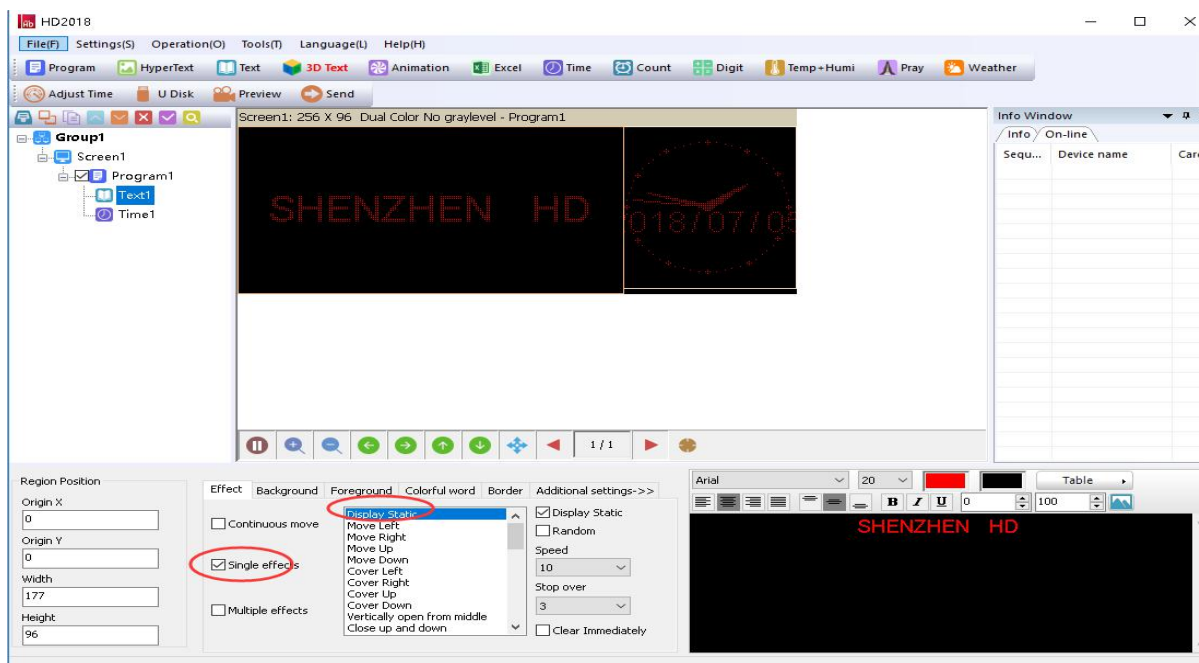 HD2018
File(F) Settings(S) Operation(O) Tools(T) Language(L) Help(H)
Program HyperText Text 3D Text Animation Excel Time Count Digit Temp+Humi Pray Weather
Adjust Time U Disk Preview Send
Group1
Screen1
Program1
Text1
Time1
Screen1: 256 X 96 Dual Color No graylevel - Program1
SHENZHEN HD
018/07/05
1/1
Info Window
Info On-line
Sequ... Device name Car
Region Position
Origin X
0
Origin Y
0
Width
177
Height
96
Effect Background Foreground Colorful word Border Additional settings->>
Continuous move
Single effects
Multiple effects
Display Static
Move Left
Move Right
Move Up
Move Down
Cover Left
Cover Right
Cover Up
Cover Down
Vertically open from middle
Close up and down
Display Static
Random
Speed
10
Stop over
3
Clear Immediately
Arial 20 Table
B I U 0 100
SHENZHEN HD